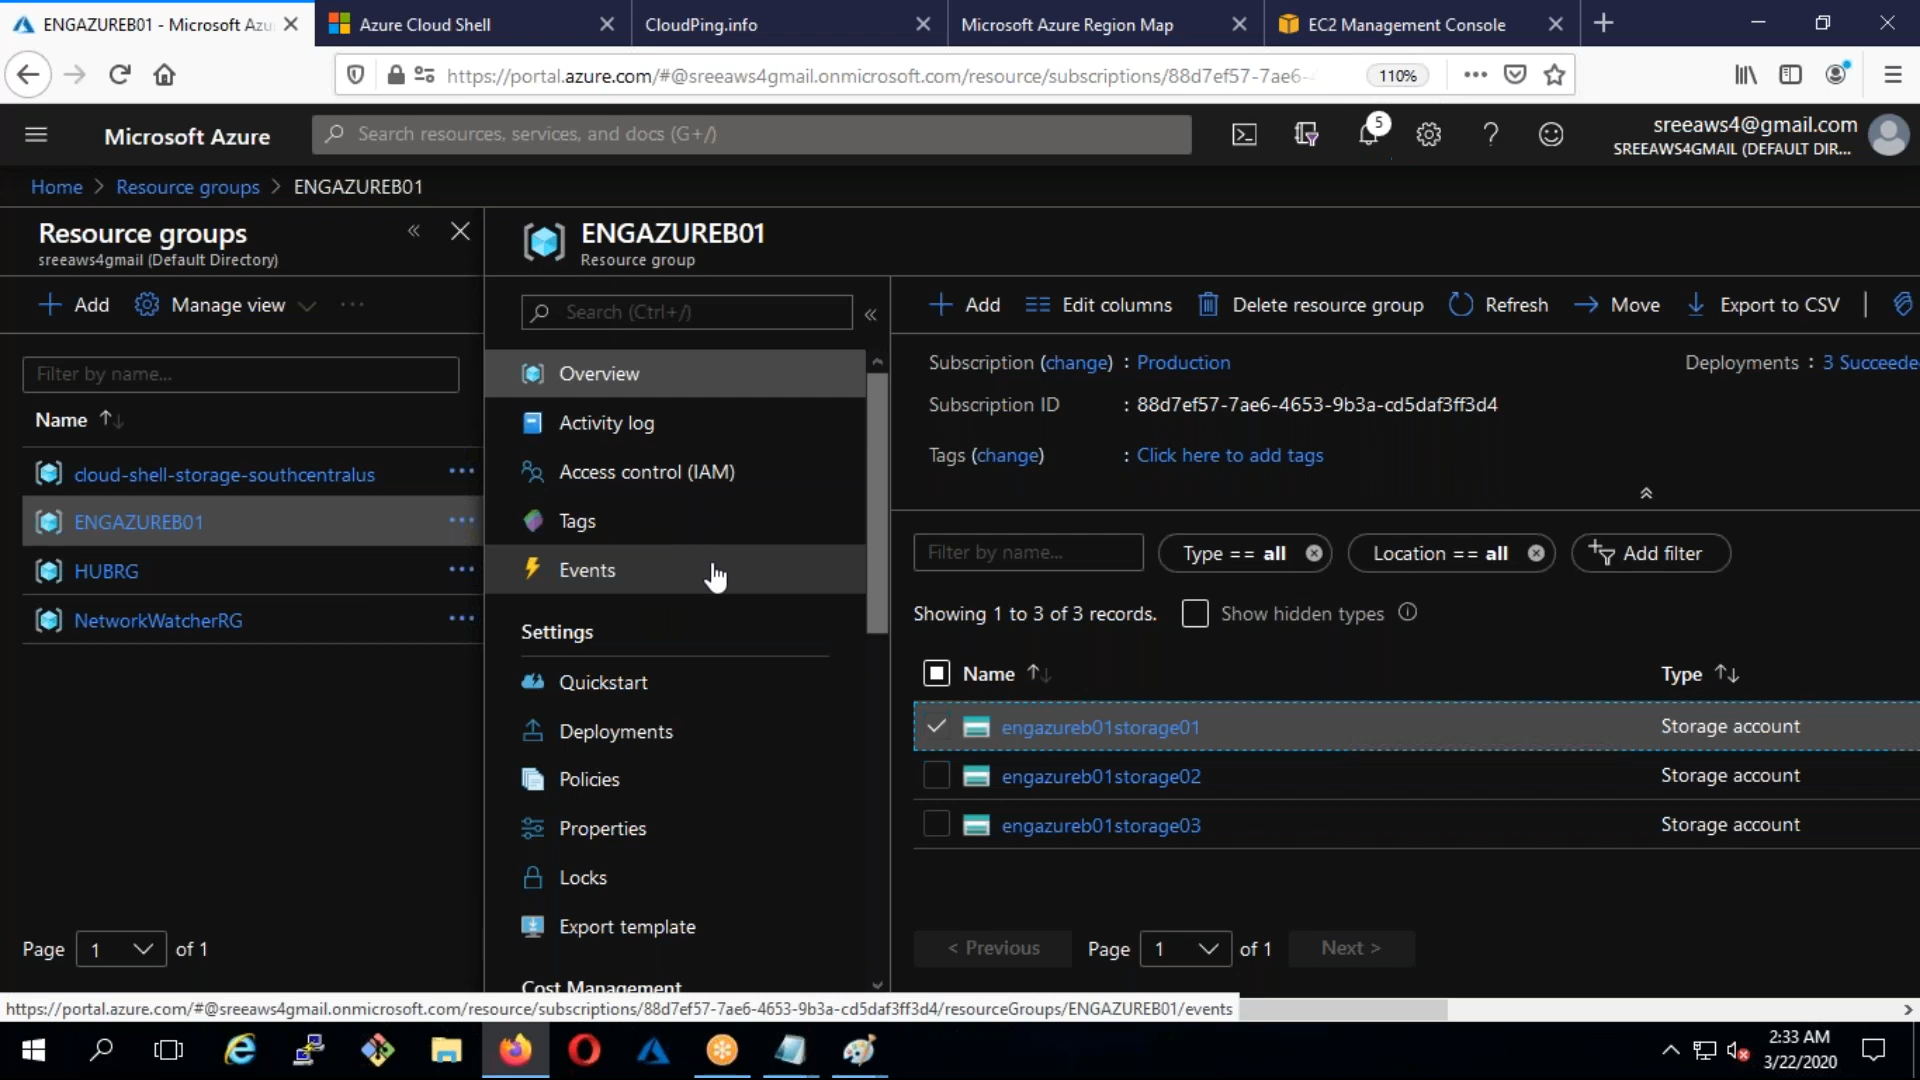 ENGAZUREB01 - Microsoft Azu
Azure Cloud Shell
CloudPing.info
Microsoft Azure Region Map
EC2 Management Console
https://portal.azure.com/#@sreeaws4gmail.onmicrosoft.com/resource/subscriptions/88d7ef57-7ae6-4
110%
Microsoft Azure
Search resources, services, and docs (G+/)
5
sreeaws4@gmail.com
SREEAWS4GMAIL (DEFAULT DIR...
Home > Resource groups > ENGAZUREB01
Resource groups
sreeaws4gmail (Default Directory)
Add
Manage view
Filter by name...
Name
cloud-shell-storage-southcentralus
ENGAZUREB01
HUBRG
NetworkWatcherRG
Page 1 of 1
ENGAZUREB01
Resource group
Search (Ctrl+/)
Overview
Activity log
Access control (IAM)
Tags
Events
Settings
Quickstart
Deployments
Policies
Properties
Locks
Export template
Cost Management
Add
Edit columns
Delete resource group
Refresh
Move
Export to CSV
Subscription (change) : Production
Deployments : 3 Succeede
Subscription ID : 88d7ef57-7ae6-4653-9b3a-cd5daf3ff3d4
Tags (change) : Click here to add tags
Filter by name...
Type == all
Location == all
Add filter
Showing 1 to 3 of 3 records.
Show hidden types
Name
Type
engazureb01storage01
Storage account
engazureb01storage02
Storage account
engazureb01storage03
Storage account
< Previous
Page 1 of 1
Next >
https://portal.azure.com/#@sreeaws4gmail.onmicrosoft.com/resource/subscriptions/88d7ef57-7ae6-4653-9b3a-cd5daf3ff3d4/resourceGroups/ENGAZUREB01/events
2:33 AM
3/22/2020